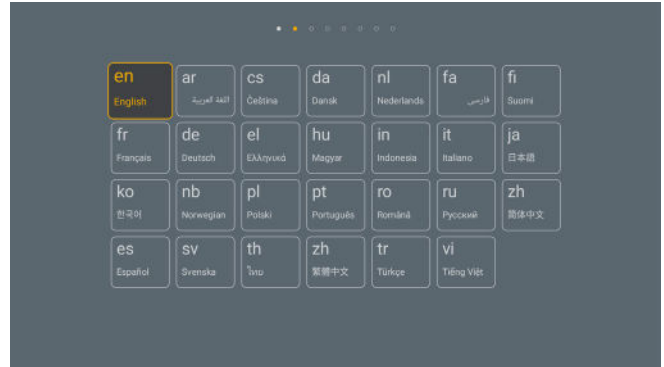 en ar cs da nl fa fi
English اللغة العربية Čeština Dansk Nederlands فارسی Suomi
fr de el hu in it ja
Français Deutsch Ελληνικά Magyar Indonesia Italiano 日本語
ko nb pl pt ro ru zh
한국어 Norwegian Polski Português Română Русский 简体中文
es sv th zh tr vi
Español Svenska ไทย 繁體中文 Türkçe Tiếng Việt